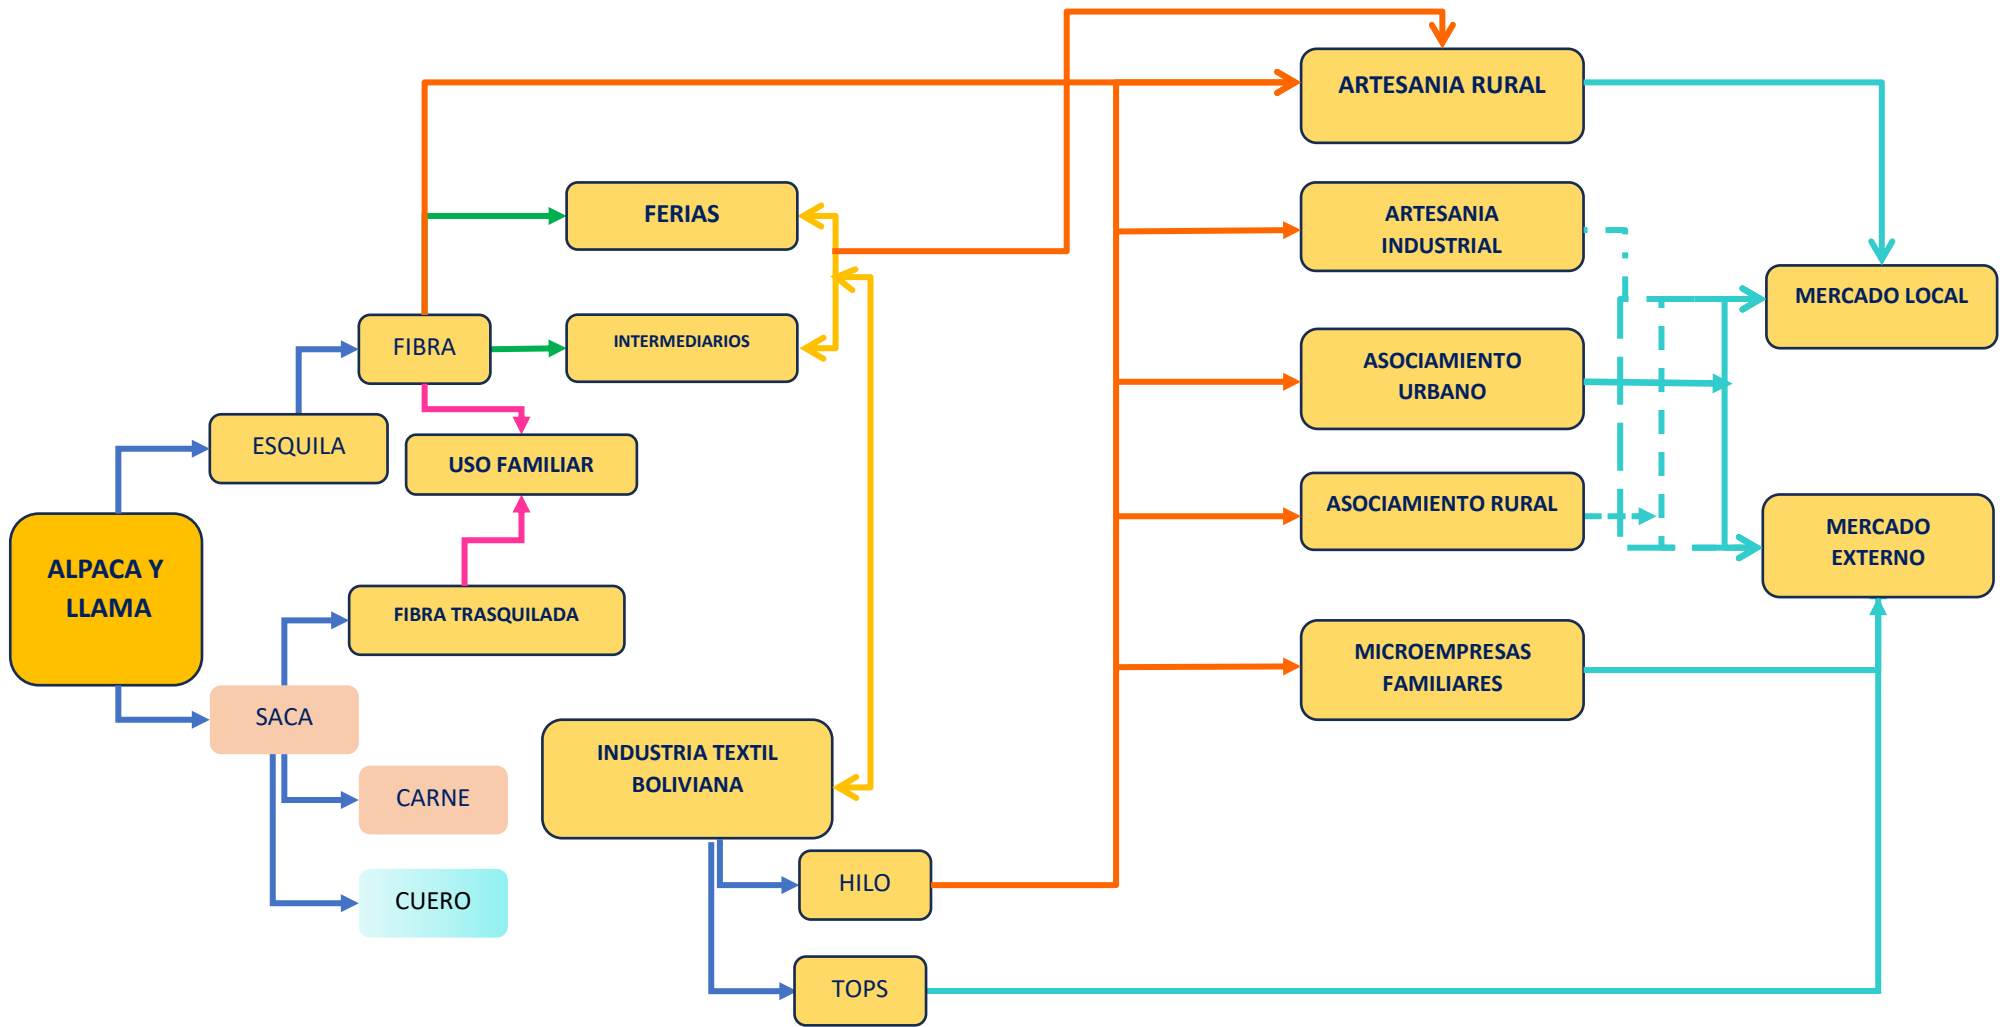 ARTESANIA RURAL
FERIAS
ARTESANIA
INDUSTRIAL
MERCADO LOCAL
FIBRA
INTERMEDIARIOS
ASOCIAMIENTO
URBANO
ESQUILA
USO FAMILIAR
ASOCIAMIENTO RURAL
MERCADO
EXTERNO
ALPACA Y
LLAMA
FIBRA TRASQUILADA
MICROEMPRESAS
FAMILIARES
SACA
INDUSTRIA TEXTIL
BOLIVIANA
CARNE
HILO
CUERO
TOPS